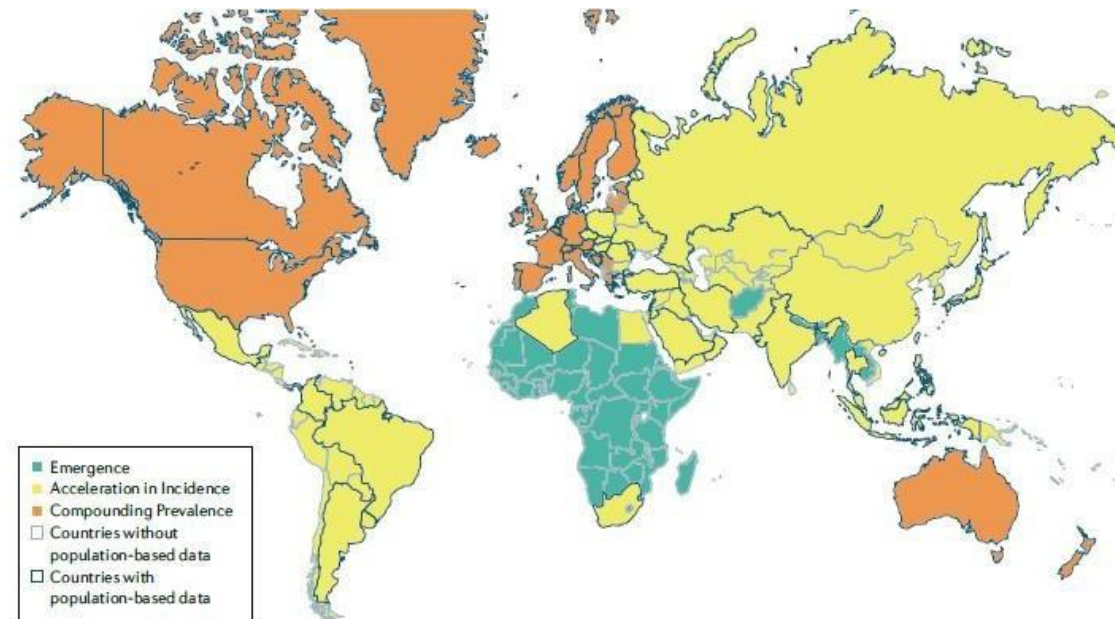 Emergence
Acceleration in Incidence
Compounding Prevalence
Countries without
population-based data
Countries with
population-based data